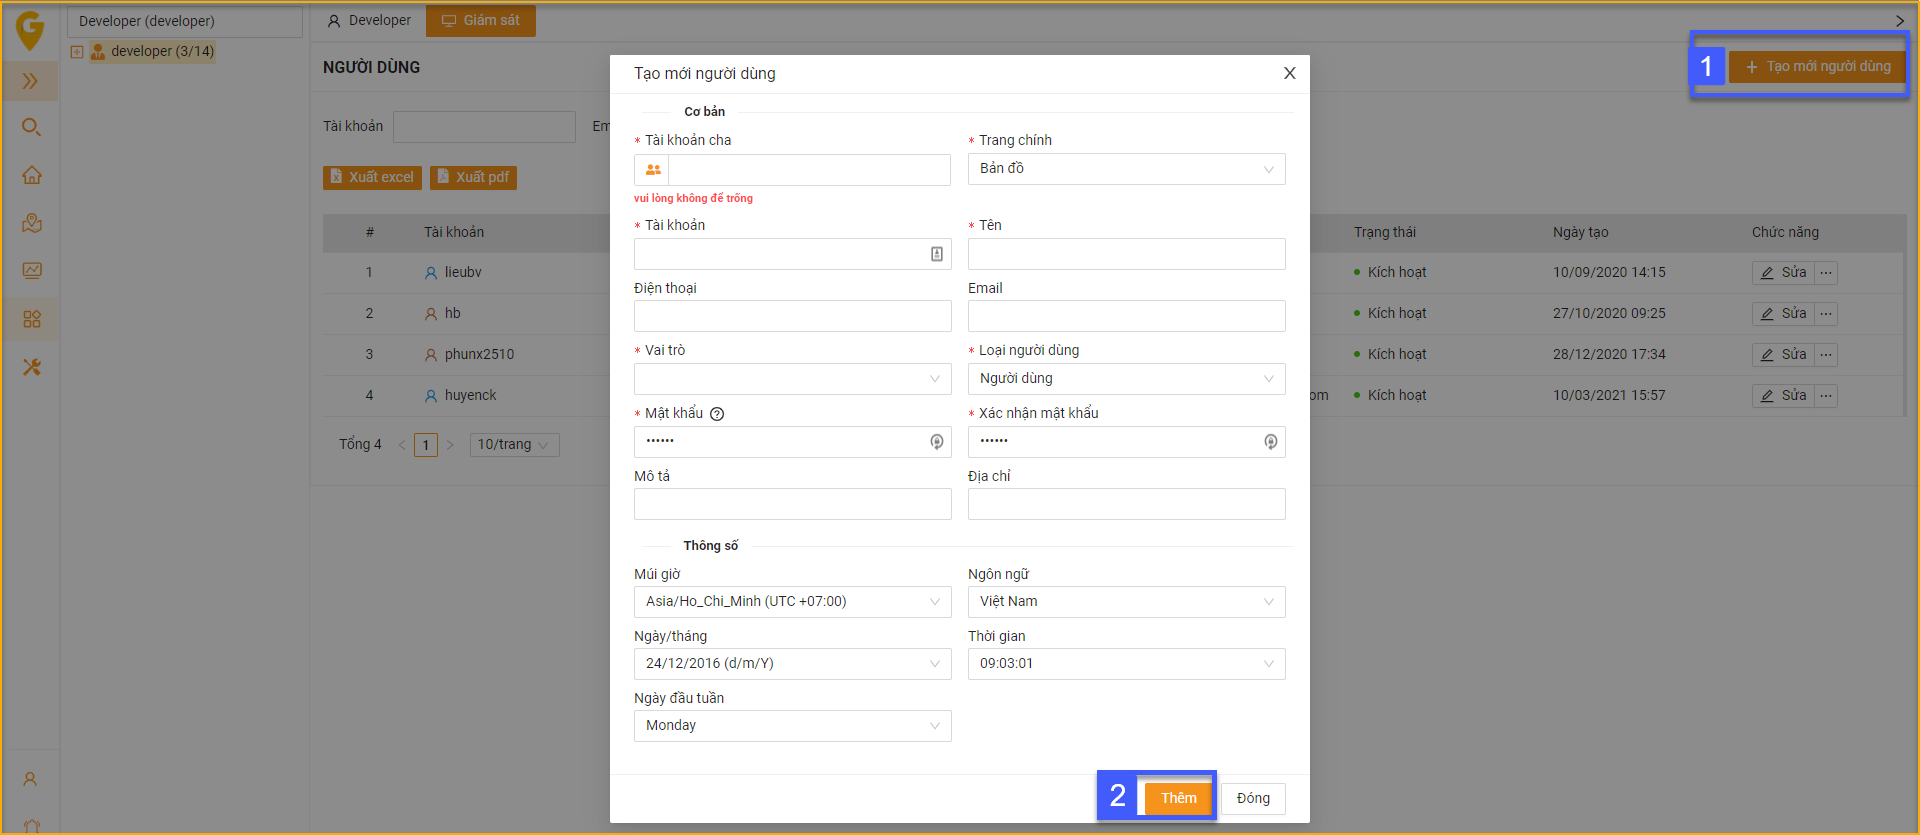 Developer (developer)
Developer
Giám sát
developer (3/14)
NGƯỜI DÙNG
1
Tạo mới người dùng
Tài khoản
Em
Xuất excel
Xuất pdf
# Tài khoản Trạng thái Ngày tạo Chức năng
1 lieubv Kích hoạt 10/09/2020 14:15 Sửa ···
2 hb Kích hoạt 27/10/2020 09:25 Sửa ···
3 phunx2510 Kích hoạt 28/12/2020 17:34 Sửa ···
4 huyenck om Kích hoạt 10/03/2021 15:57 Sửa ···
Tổng 4 < 1 > 10/trang
Tạo mới người dùng X
Cơ bản
* Tài khoản cha * Trang chính
Bản đồ
vui lòng không để trống
* Tài khoản * Tên
Điện thoại Email
* Vai trò * Loại người dùng
Người dùng
* Mật khẩu ? * Xác nhận mật khẩu
•••••• ••••••
Mô tả Địa chỉ
Thông số
Múi giờ Ngôn ngữ
Asia/Ho_Chi_Minh (UTC +07:00) Việt Nam
Ngày/tháng Thời gian
24/12/2016 (d/m/Y) 09:03:01
Ngày đầu tuần
Monday
2 Thêm Đóng